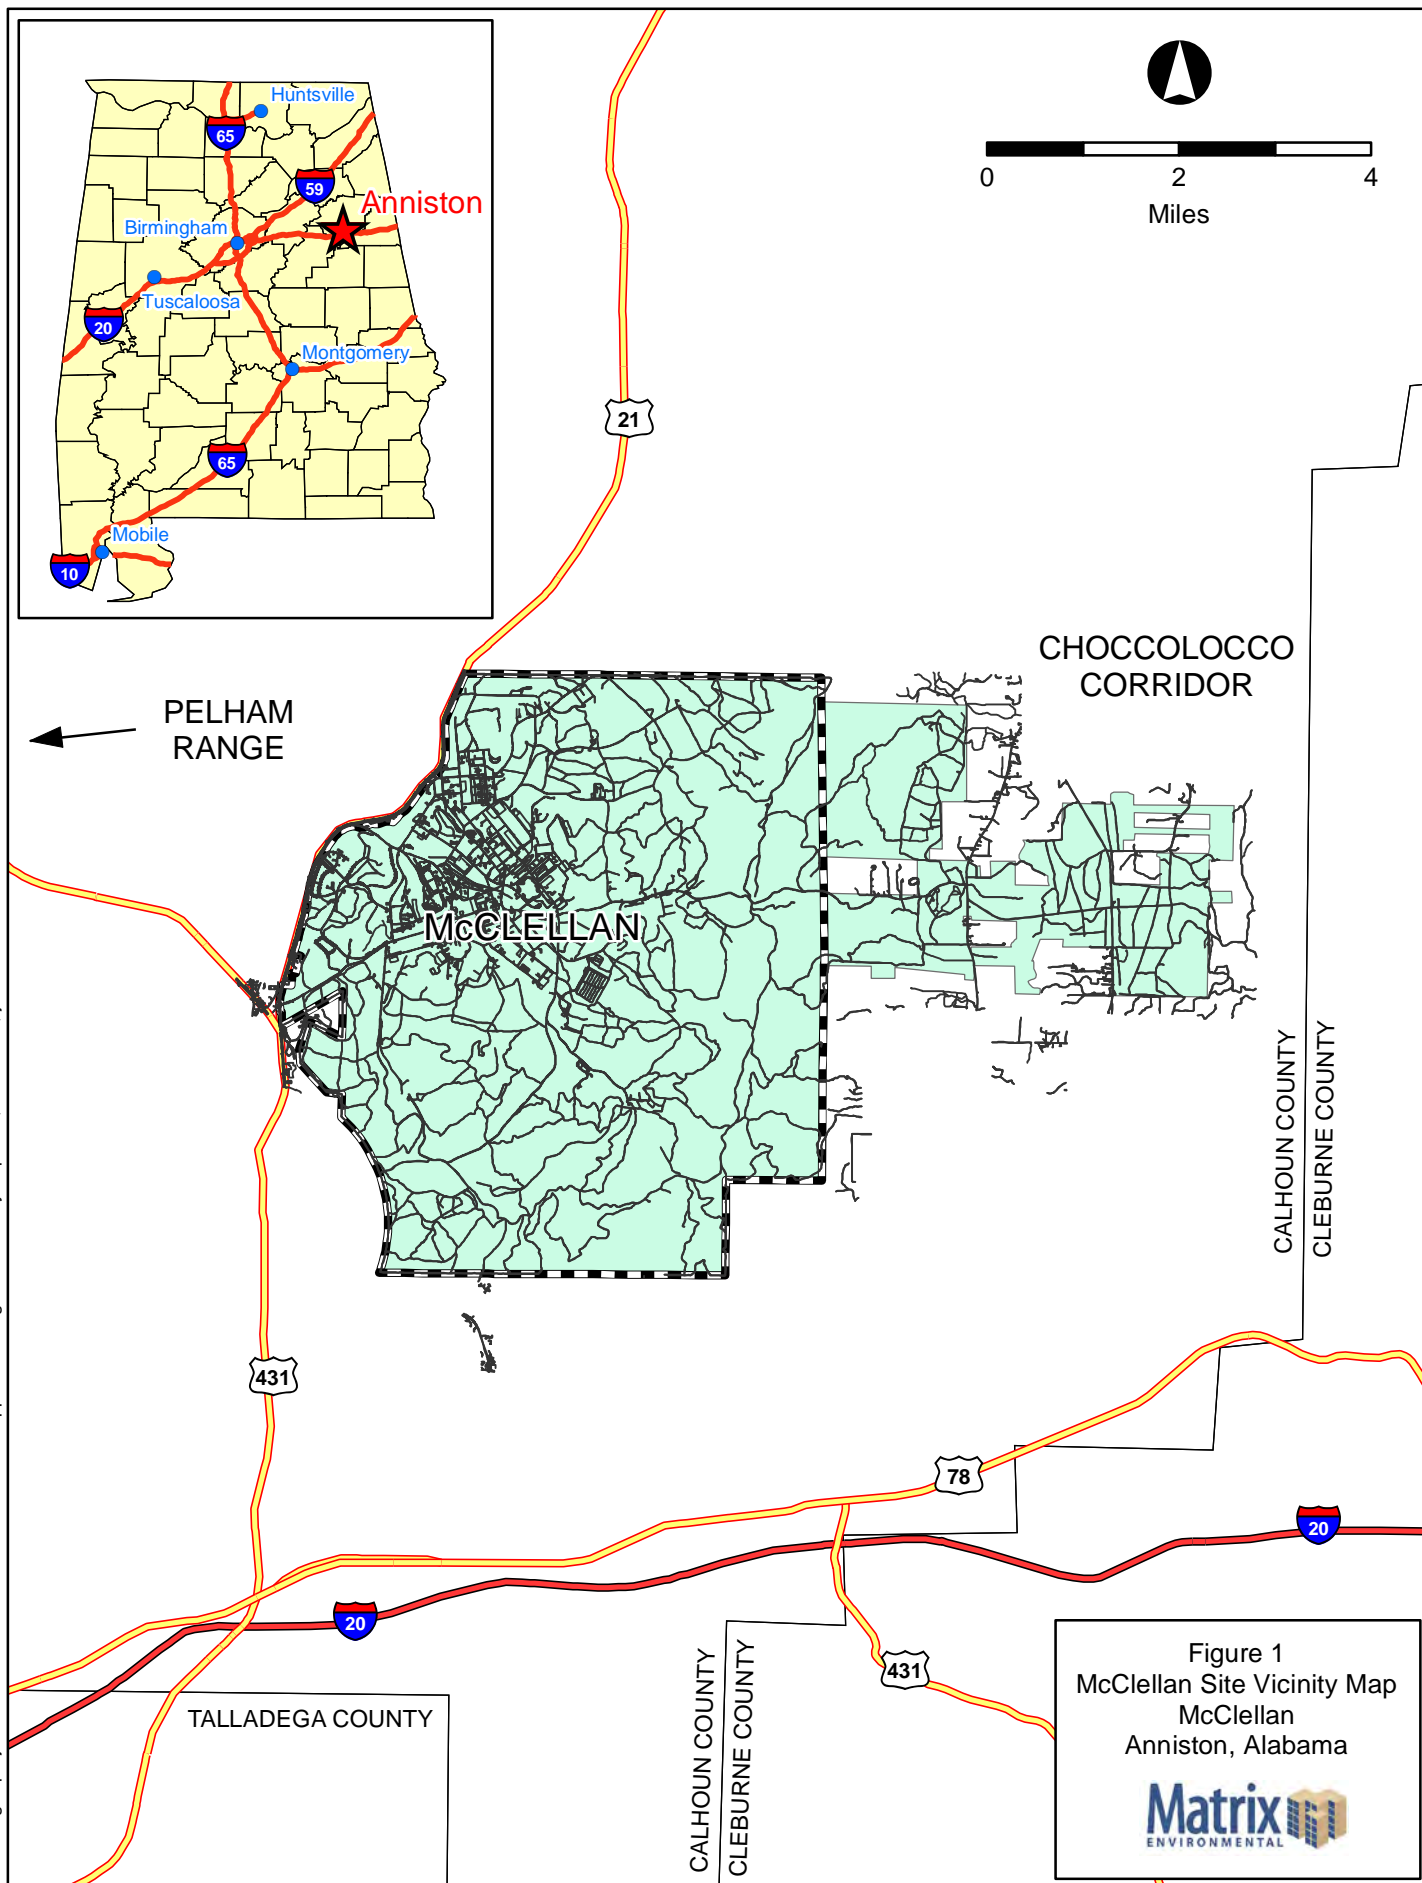 Huntsville
65
59
Anniston
Birmingham
Tuscaloosa
20
Montgomery
65
Mobile
10
0 2 4
Miles
21
CHOCCOLOCCO
CORRIDOR
PELHAM
RANGE
McCLELLAN
CALHOUN COUNTY
CLEBURNE COUNTY
431
78
20
20
431
TALLADEGA COUNTY
CALHOUN COUNTY
CLEBURNE COUNTY
Figure 1
McClellan Site Vicinity Map
McClellan
Anniston, Alabama
Matrix
ENVIRONMENTAL